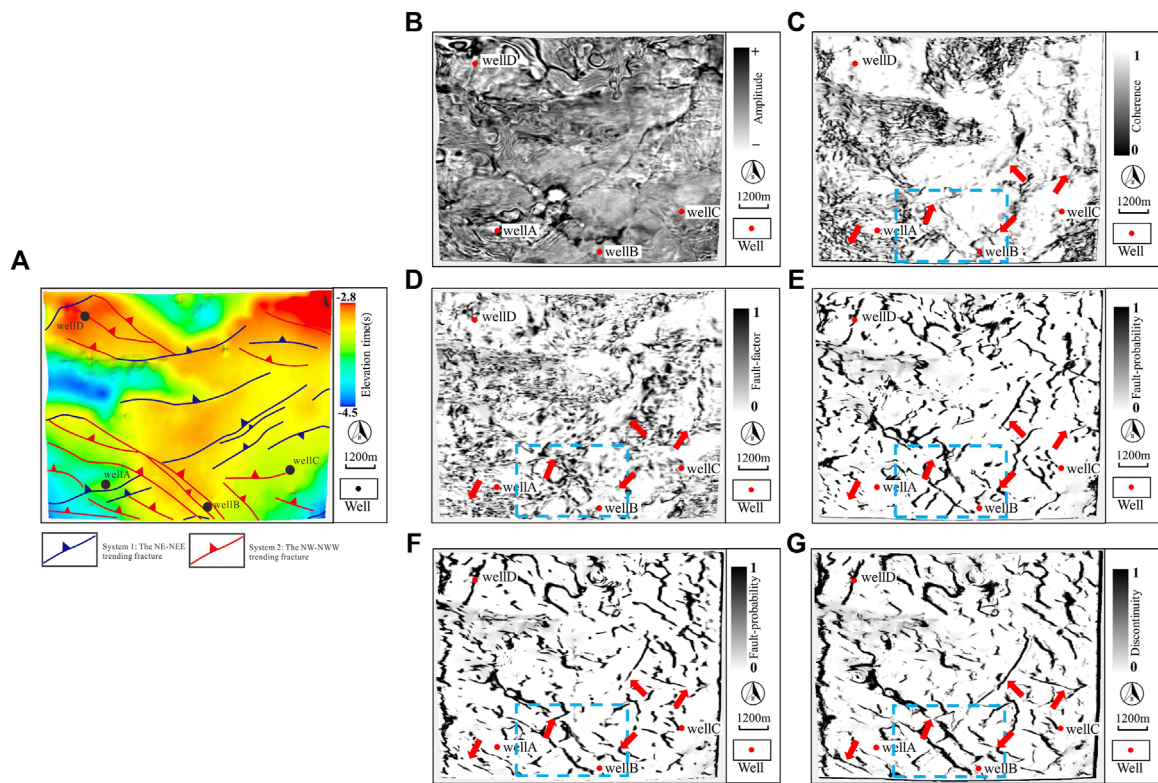 A
wellD
wellA
wellB
wellC
-2.8
Elevation time(s)
-4.5
1200m
Well
System 1: The NE-NEE
trending fracture
System 2: The NW-NWW
trending fracture
B
wellD
wellA
wellB
wellC
+
Amplitude
−
1200m
Well
C
wellD
wellA
wellB
wellC
1
Coherence
0
1200m
Well
D
wellD
wellA
wellB
wellC
1
Fault-factor
0
1200m
Well
E
wellD
wellA
wellB
wellC
1
Fault-probability
0
1200m
Well
F
wellD
wellA
wellB
wellC
1
Fault-probability
0
1200m
Well
G
wellD
wellA
wellB
wellC
1
Discontinuity
0
1200m
Well